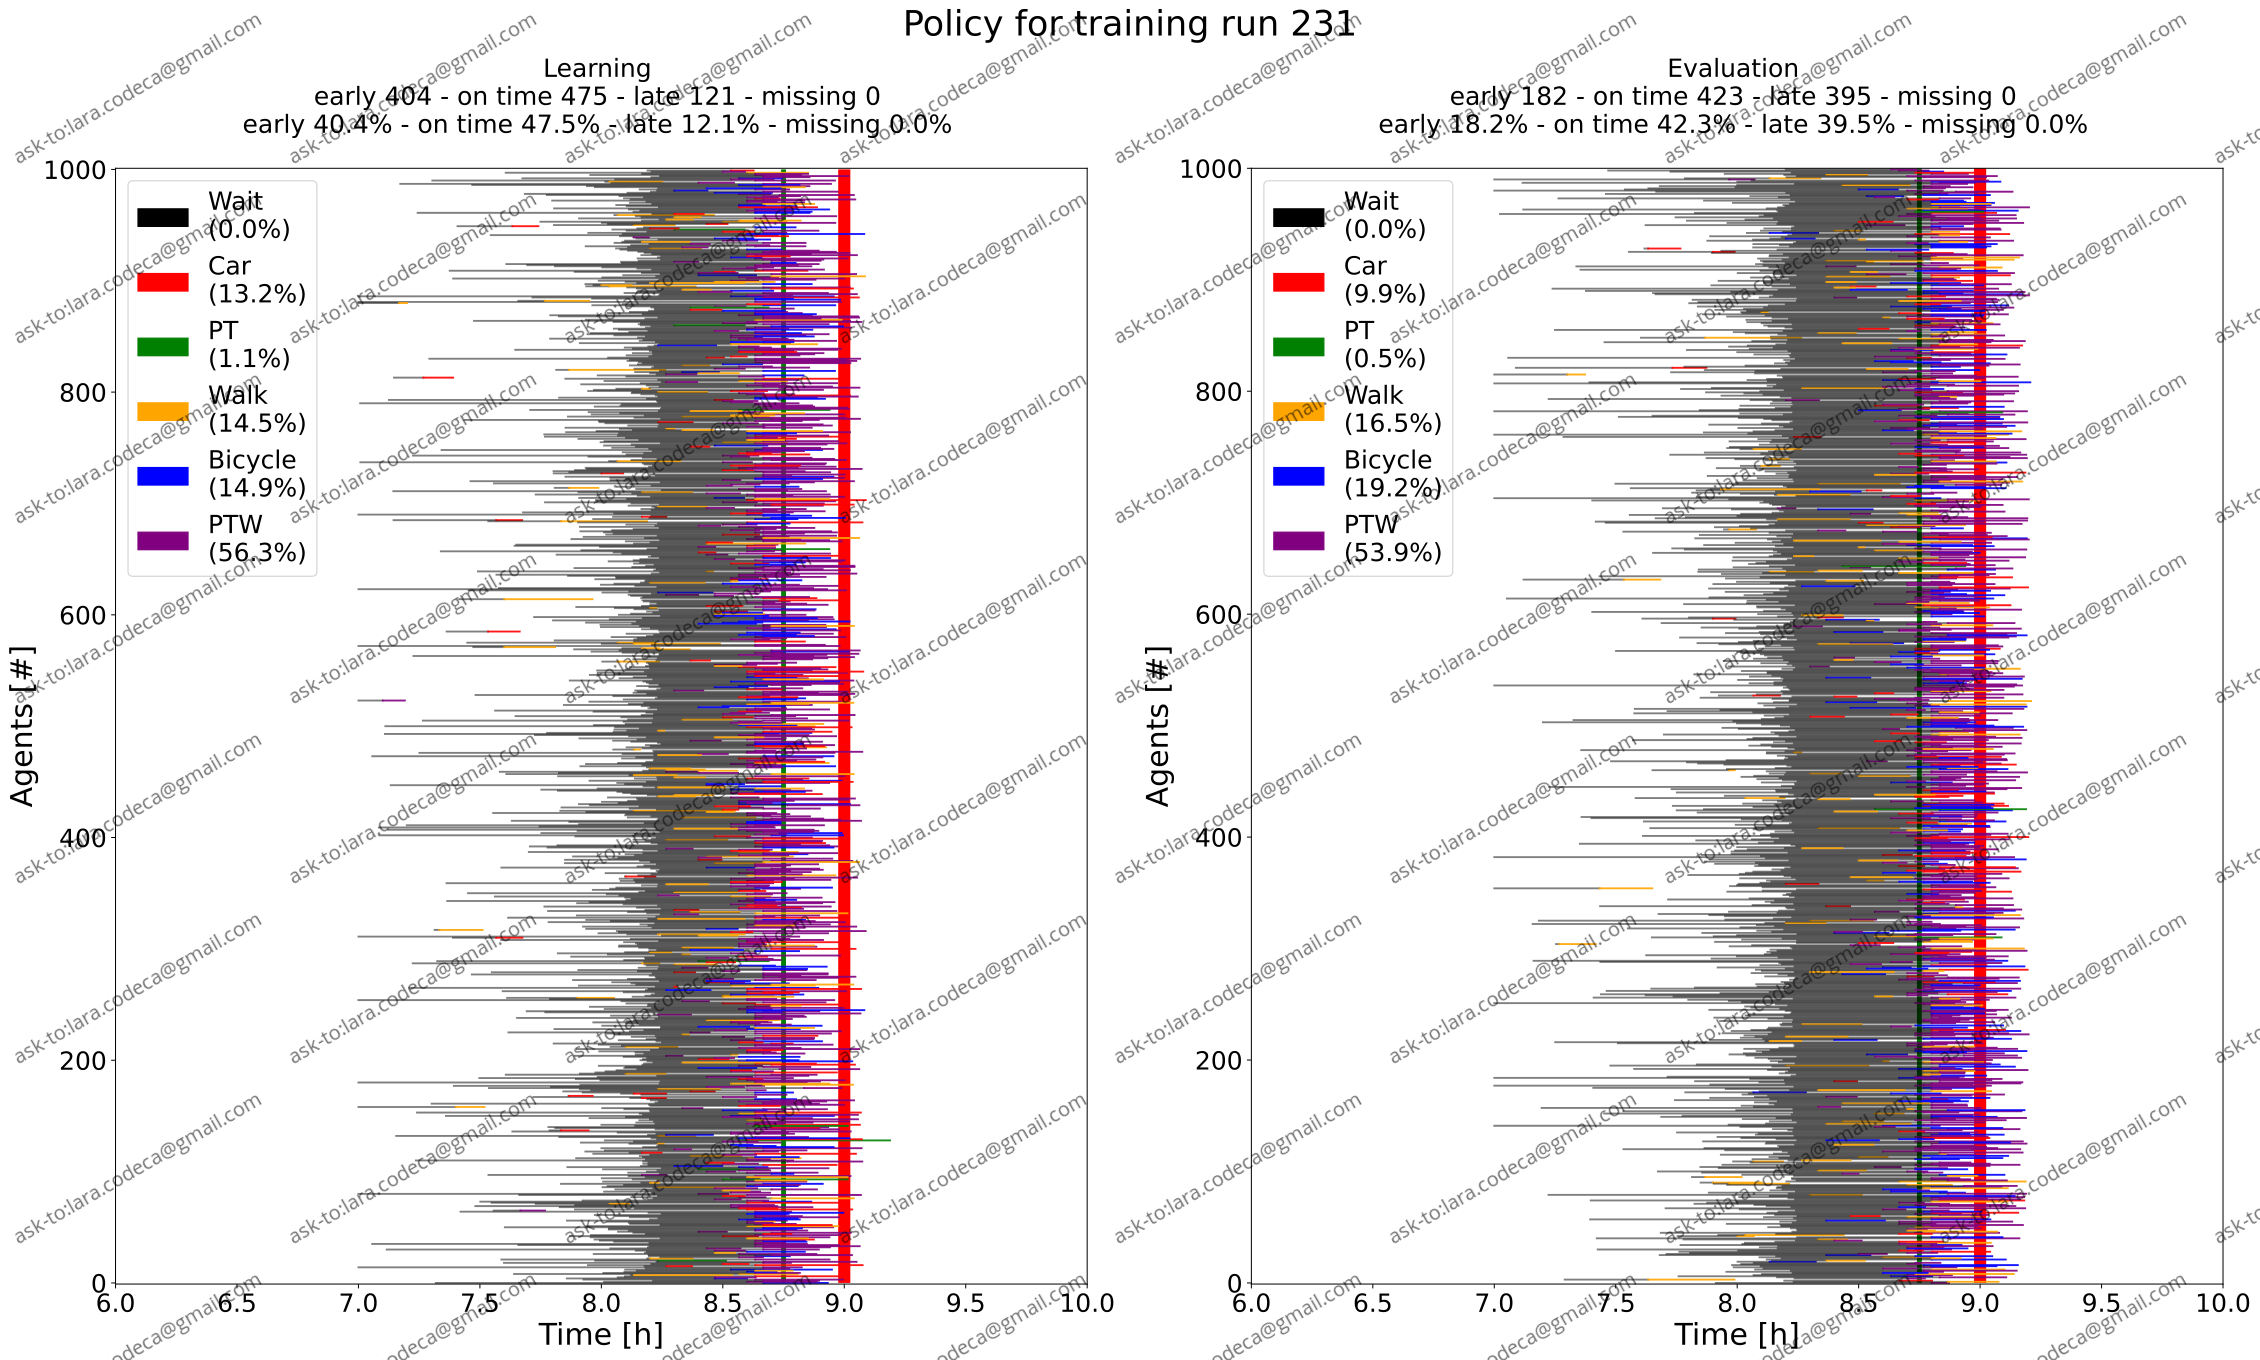 Policy for training run 231
Learning
early 404 - on time 475 - late 121 - missing 0
early 40.4% - on time 47.5% - late 12.1% - missing 0.0%
Evaluation
early 182 - on time 423 - late 395 - missing 0
early 18.2% - on time 42.3% - late 39.5% - missing 0.0%
1000
800
600
400
200
0
Agents [#]
Wait
(0.0%)
Car
(13.2%)
PT
(1.1%)
Walk
(14.5%)
Bicycle
(14.9%)
PTW
(56.3%)
6.0 6.5 7.0 7.5 8.0 8.5 9.0 9.5 10.0
Time [h]
1000
800
600
400
200
0
Agents [#]
Wait
(0.0%)
Car
(9.9%)
PT
(0.5%)
Walk
(16.5%)
Bicycle
(19.2%)
PTW
(53.9%)
6.0 6.5 7.0 7.5 8.0 8.5 9.0 9.5 10.0
Time [h]
ask-to:lara.codeca@gmail.com